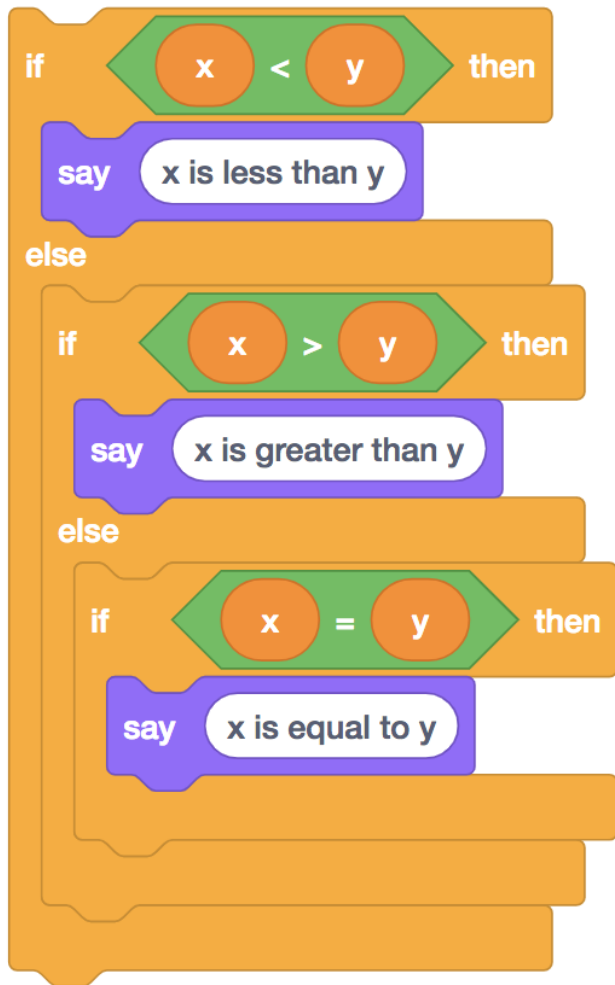 if x < y then
say x is less than y
else
if x > y then
say x is greater than y
else
if x = y then
say x is equal to y